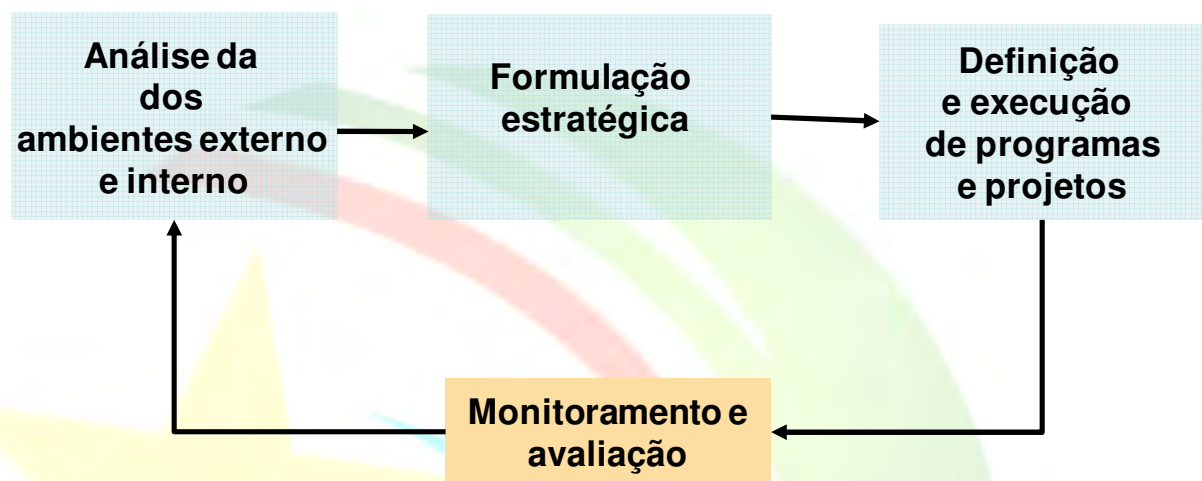 Análise da
dos
ambientes externo
e interno
Formulação
estratégica
Definição
e execução
de programas
e projetos
Monitoramento e
avaliação